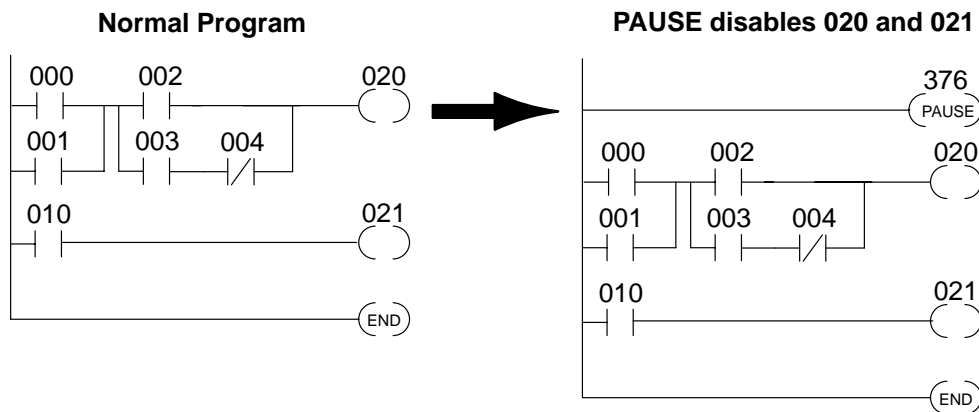 Normal Program
000 002 020
001 003 004
010 021
END
PAUSE disables 020 and 021
376
PAUSE
000 002 020
001 003 004
010 021
END